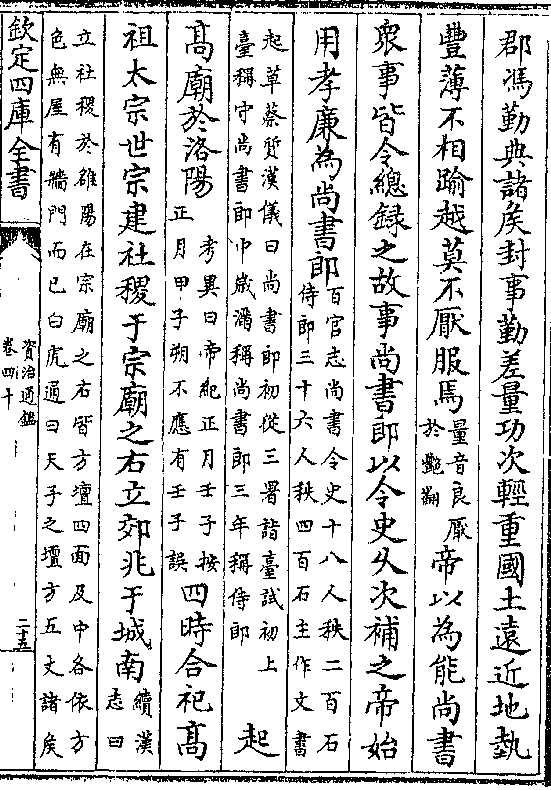 郡馮勤典諸侯封事勤差量功次輕重國土遠近地埶
豐薄不相踰越莫不厭服焉量音良厭於艷翻帝以為能尚書
衆事皆令總録之故事尚書郎以令史久次補之帝始
用孝廉為尚書郎百官志尚書令史十八人秩二百石侍郎三十六人秩四百石主作文書
起草蔡質漢儀曰尚書郎初從三署詣臺試初上臺稱守尚書郎中歲滿稱尚書郎三年稱侍郎 起
髙廟於洛陽考異曰帝紀正月壬子按正月甲子朔不應有壬子誤四時合祀髙
祖太宗世宗建社稷于宗廟之右立郊兆于城南續漢志曰
立社稷於雒陽在宗廟之右皆方壇四面及中各依方色無屋有牆門而已白虎通曰天子之壇方五丈諸侯
欽定四庫全書
資治通鑑
卷四十
二十五